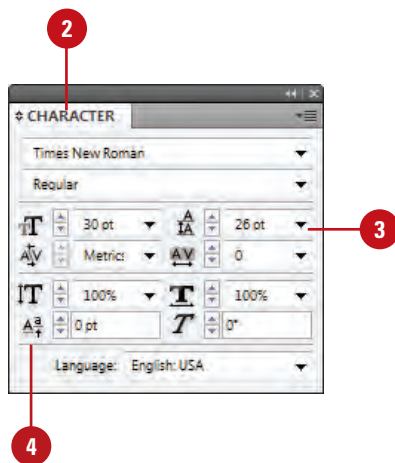 2
CHARACTER
Times New Roman
Regular
30 pt 26 pt
3
Metrics 0
100% 100%
0 pt 0°
Language: English: USA
4